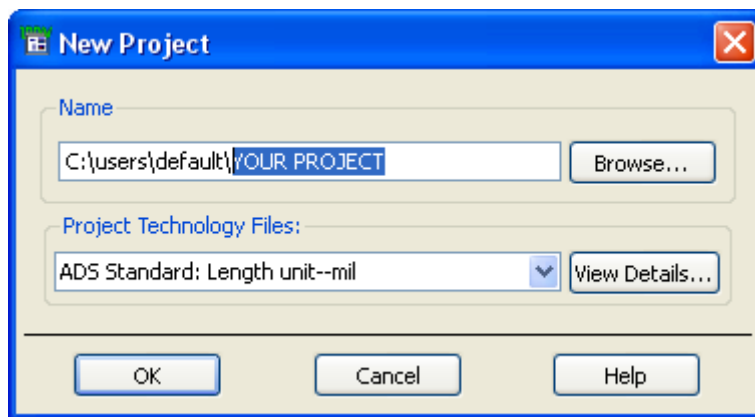 New Project
Name
C:\users\default\YOUR PROJECT
Browse...
Project Technology Files:
ADS Standard: Length unit--mil
View Details...
OK
Cancel
Help